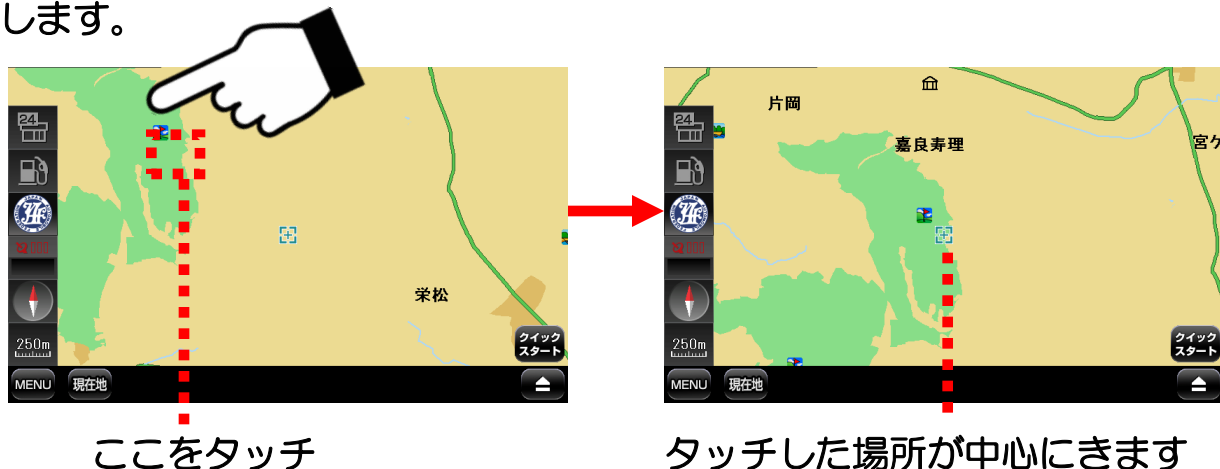 します。
24
栄松
250m
クイック
スタート
MENU
現在地
片岡
嘉良寿理
宮ケ
24
250m
クイック
スタート
MENU
現在地
ここをタッチ
タッチした場所が中心にきます